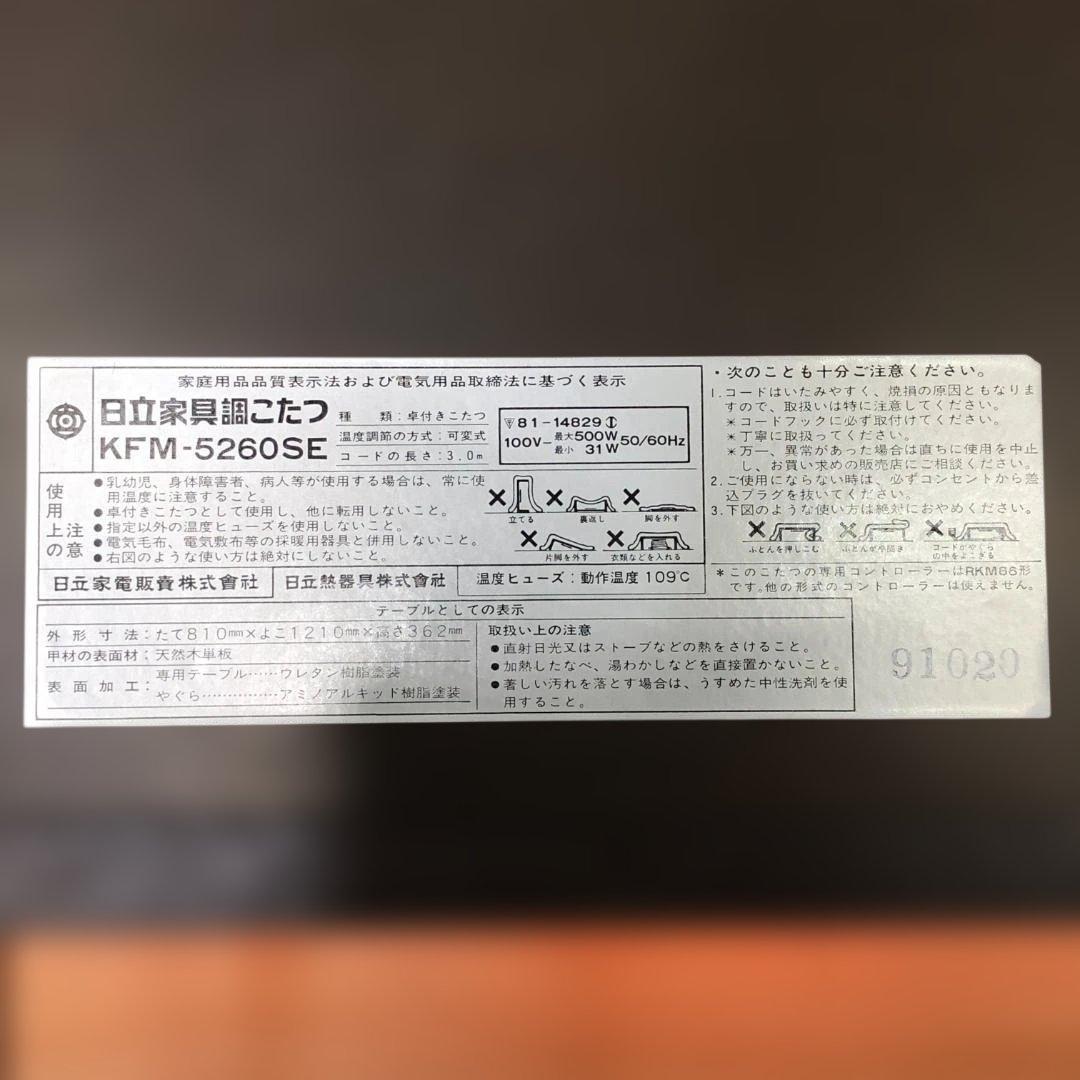 家庭用品品質表示法および電気用品取締法に基づく表示
日立家具調こたつ
KFM-5260SE
種 類：卓付きこたつ
温度調節の方式：可変式
コードの長さ：3.0m
81-14829
100V－最大500W 最小 31W 50/60Hz
使用上の注意
●乳幼児、身体障害者、病人等が使用する場合は、常に使
用温度に注意すること。
●卓付きこたつとして使用し、他に転用しないこと。
●指定以外の温度ヒューズを使用しないこと。
●電気毛布、電気敷布等の採暖用器具と併用しないこと。
●右図のような使い方は絶対にしないこと。
立てる 裏返し 脚を外す
片脚を外す 衣類などを入れる
日立家電販賣株式會社 日立熱器具株式會社 温度ヒューズ：動作温度 109℃
テーブルとしての表示
外形寸法：たて810mm×よこ1210mm×高さ362mm
甲材の表面材：天然木単板
表面加工：専用テーブル……ウレタン樹脂塗装
やぐら……………アミノアルキッド樹脂塗装
取扱い上の注意
●直射日光又はストーブなどの熱をさけること。
●加熱したなべ、湯わかしなどを直接置かないこと。
●著しい汚れを落とす場合は、うすめた中性洗剤を使
用すること。
・次のことも十分ご注意ください。
1.コードはいたみやすく、焼損の原因ともなりま
すので、取扱いは特に注意してください。
＊コードフックに必ず取付けてください。
＊丁寧に取扱ってください。
＊万一、異常があった場合は直ちに使用を中止
し、お買い求めの販売店にご相談ください。
2.ご使用にならない時は、必ずコンセントから差
込プラグを抜いてください。
3.下図のような使い方は絶対におやめください。
ふとんを押しこむ ふとんが中開き コードがやぐらの中をよこぎる
＊このこたつの専用コントローラーはRKM86形
です。他の形式のコントローラーは使えません。
91020